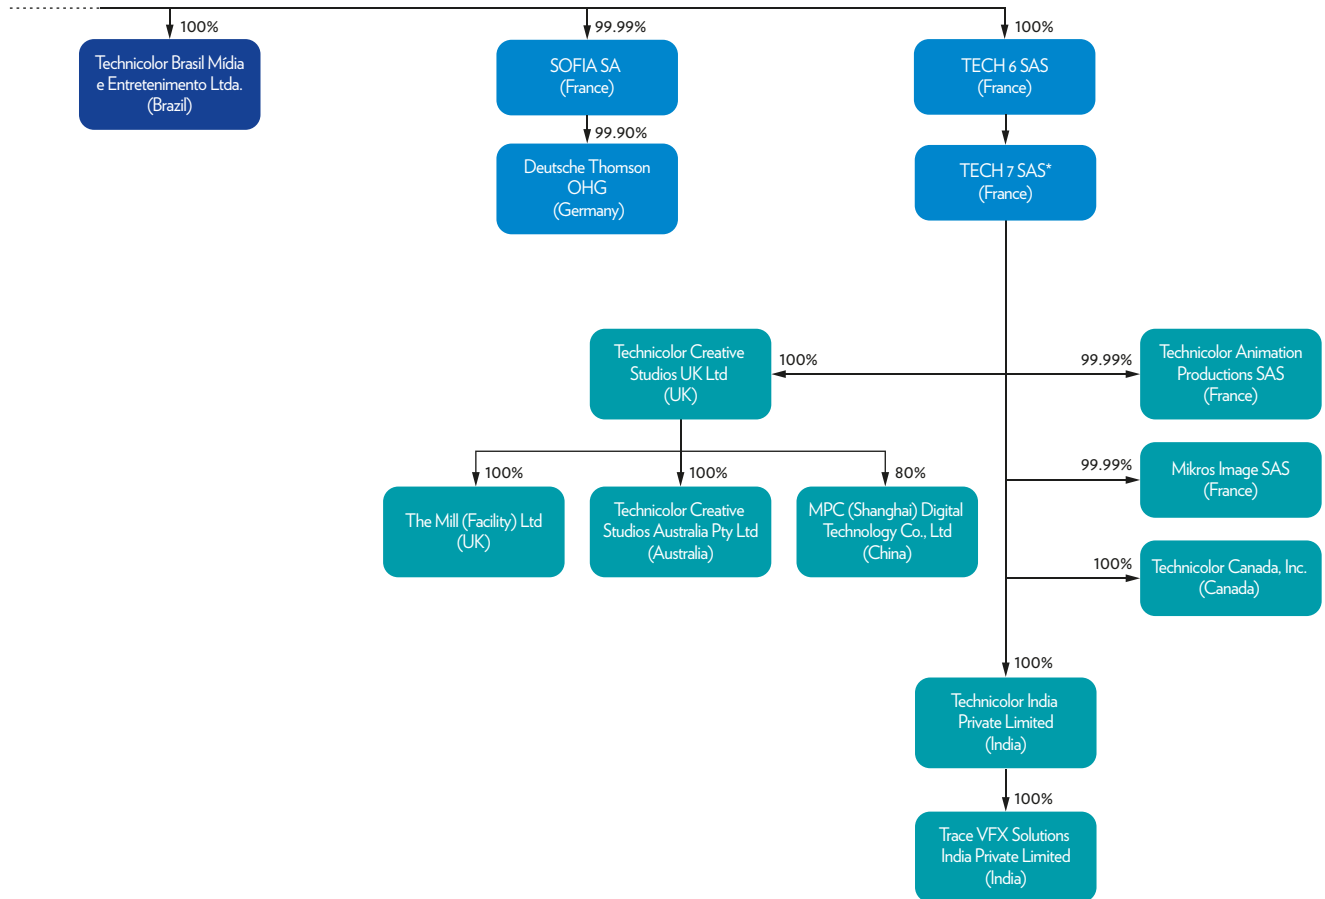 100%
99.99%
100%
Technicolor Brasil Mídia
e Entretenimento Ltda.
(Brazil)
SOFIA SA
(France)
TECH 6 SAS
(France)
99.90%
Deutsche Thomson
OHG
(Germany)
TECH 7 SAS*
(France)
Technicolor Creative
Studios UK Ltd
(UK)
100%
99.99%
Technicolor Animation
Productions SAS
(France)
100%
100%
80%
99.99%
Mikros Image SAS
(France)
The Mill (Facility) Ltd
(UK)
Technicolor Creative
Studios Australia Pty Ltd
(Australia)
MPC (Shanghai) Digital
Technology Co., Ltd
(China)
100%
Technicolor Canada, Inc.
(Canada)
100%
Technicolor India
Private Limited
(India)
100%
Trace VFX Solutions
India Private Limited
(India)